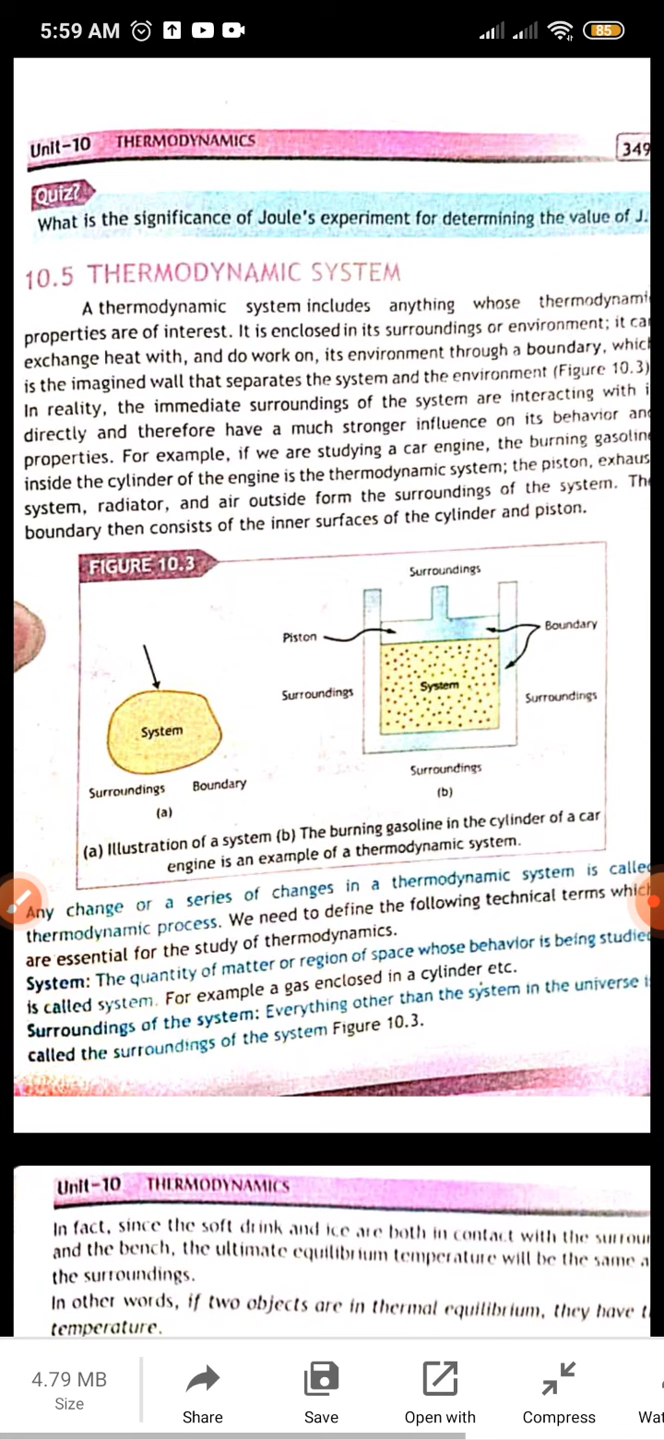 5:59 AM
85
Unit-10 THERMODYNAMICS
349
Quiz?
What is the significance of Joule's experiment for determining the value of J.
10.5 THERMODYNAMIC SYSTEM
A thermodynamic system includes anything whose thermodynami
properties are of interest. It is enclosed in its surroundings or environment; it ca
exchange heat with, and do work on, its environment through a boundary, whic
is the imagined wall that separates the system and the environment (Figure 10.3)
In reality, the immediate surroundings of the system are interacting with i
directly and therefore have a much stronger influence on its behavior an
properties. For example, if we are studying a car engine, the burning gasolin
inside the cylinder of the engine is the thermodynamic system; the piston, exhaus
system, radiator, and air outside form the surroundings of the system. Th
boundary then consists of the inner surfaces of the cylinder and piston.
FIGURE 10.3
Surroundings
Piston
Boundary
System
Surroundings
System
Surroundings
Surroundings Boundary
Surroundings
(a)
(b)
(a) Illustration of a system (b) The burning gasoline in the cylinder of a car
engine is an example of a thermodynamic system.
Any change or a series of changes in a thermodynamic system is calle
thermodynamic process. We need to define the following technical terms whic
are essential for the study of thermodynamics.
System: The quantity of matter or region of space whose behavior is being studie
is called system. For example a gas enclosed in a cylinder etc.
Surroundings of the system: Everything other than the system in the universe i
called the surroundings of the system Figure 10.3.
Unit-10 THERMODYNAMICS
In fact, since the soft drink and ice are both in contact with the surrou
and the bench, the ultimate equilibrium temperature will be the same a
the surroundings.
In other words, if two objects are in thermal equilibrium, they have t
temperature.
4.79 MB
Size
Share
Save
Open with
Compress
Wat